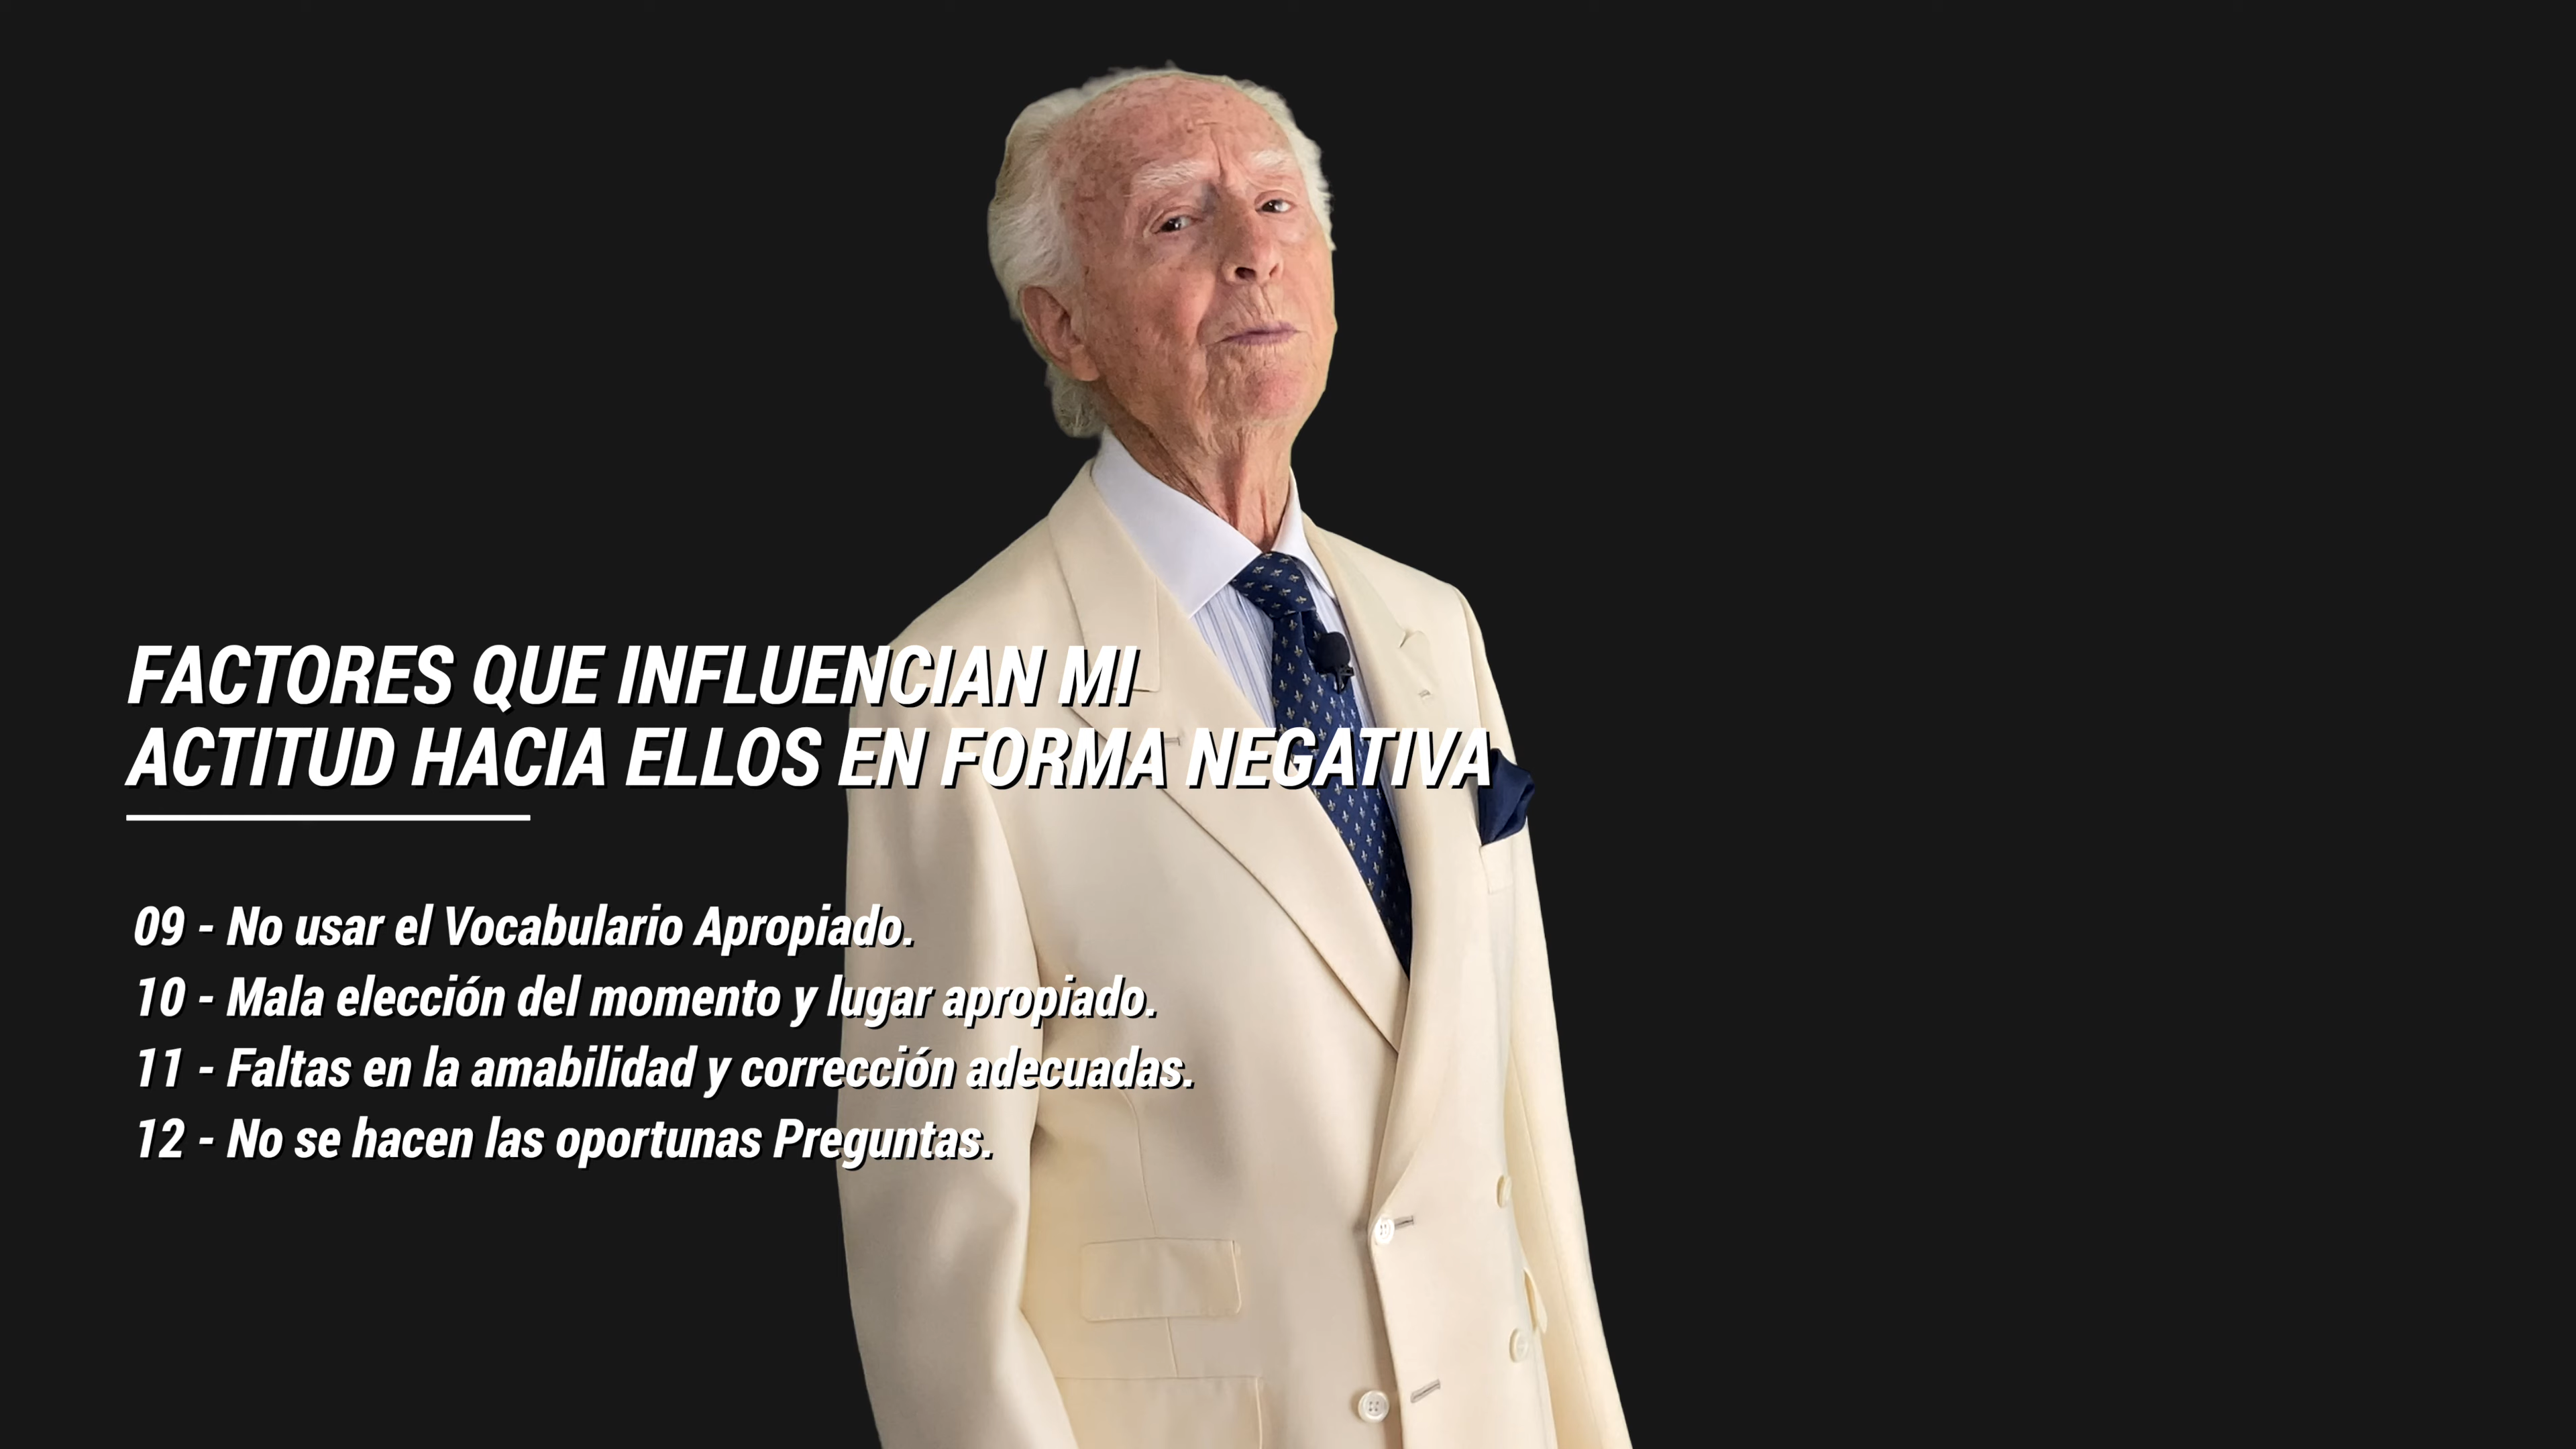 FACTORES QUE INFLUENCIAN MI
ACTITUD HACIA ELLOS EN FORMA NEGATIVA
09 - No usar el Vocabulario Apropiado.
10 - Mala elección del momento y lugar apropiado.
11 - Faltas en la amabilidad y corrección adecuadas.
12 - No se hacen las oportunas Preguntas.